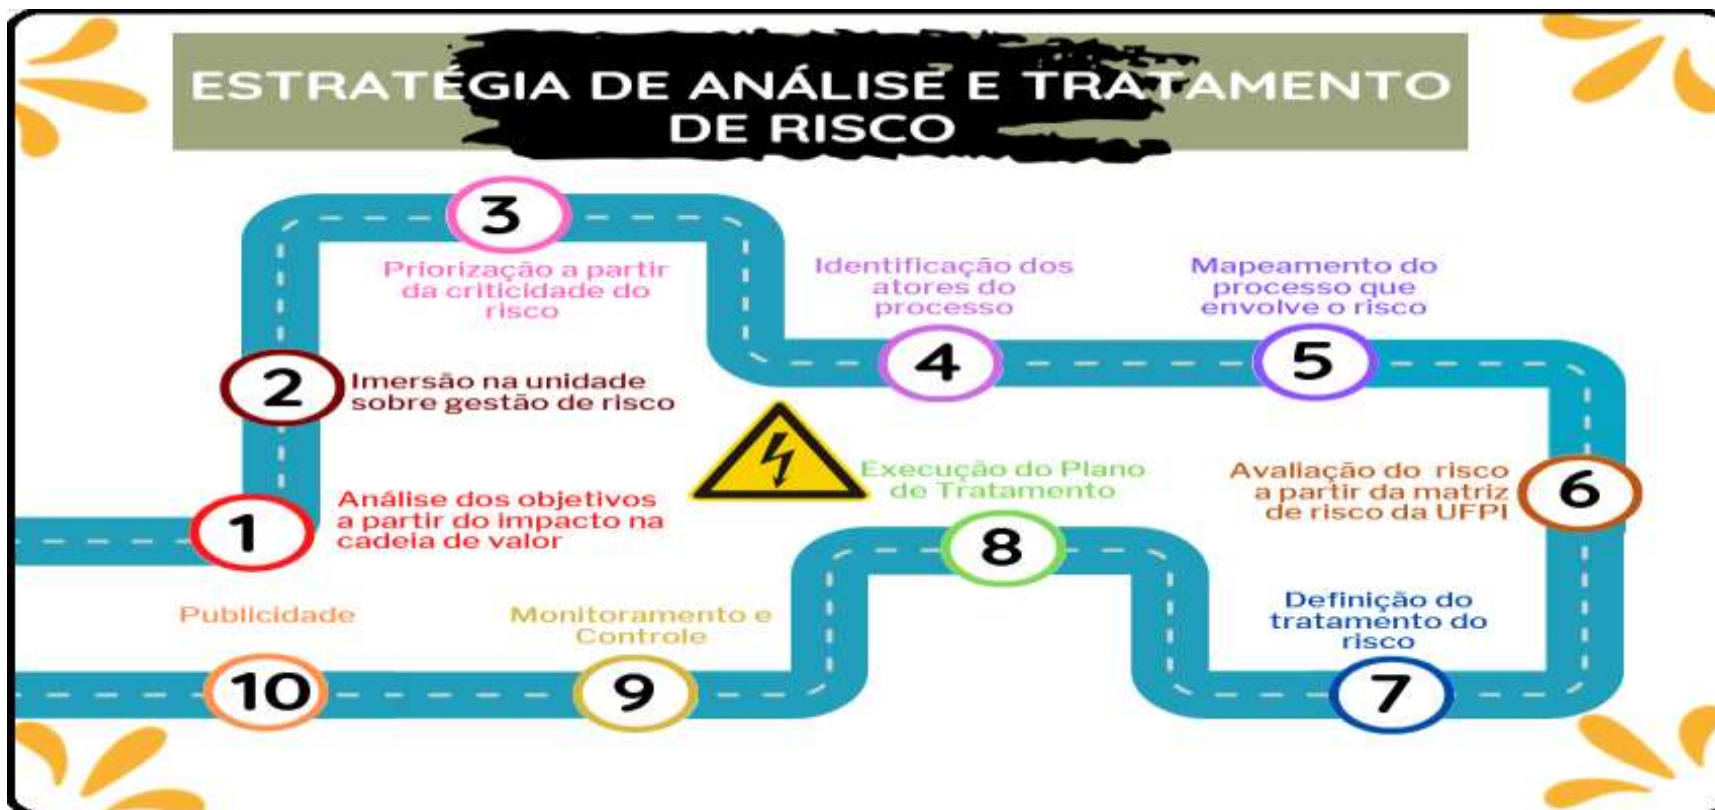 ESTRATÉGIA DE ANÁLISE E TRATAMENTO
DE RISCO
1
Análise dos objetivos
a partir do impacto na
cadeia de valor
2
Imersão na unidade
sobre gestão de risco
3
Priorização a partir
da criticidade do
risco
4
Identificação dos
atores do
processo
5
Mapeamento do
processo que
envolve o risco
6
Avaliação do risco
a partir da matriz
de risco da UFPI
7
Definição do
tratamento do
risco
8
Execução do Plano
de Tratamento
9
Monitoramento e
Controle
10
Publicidade